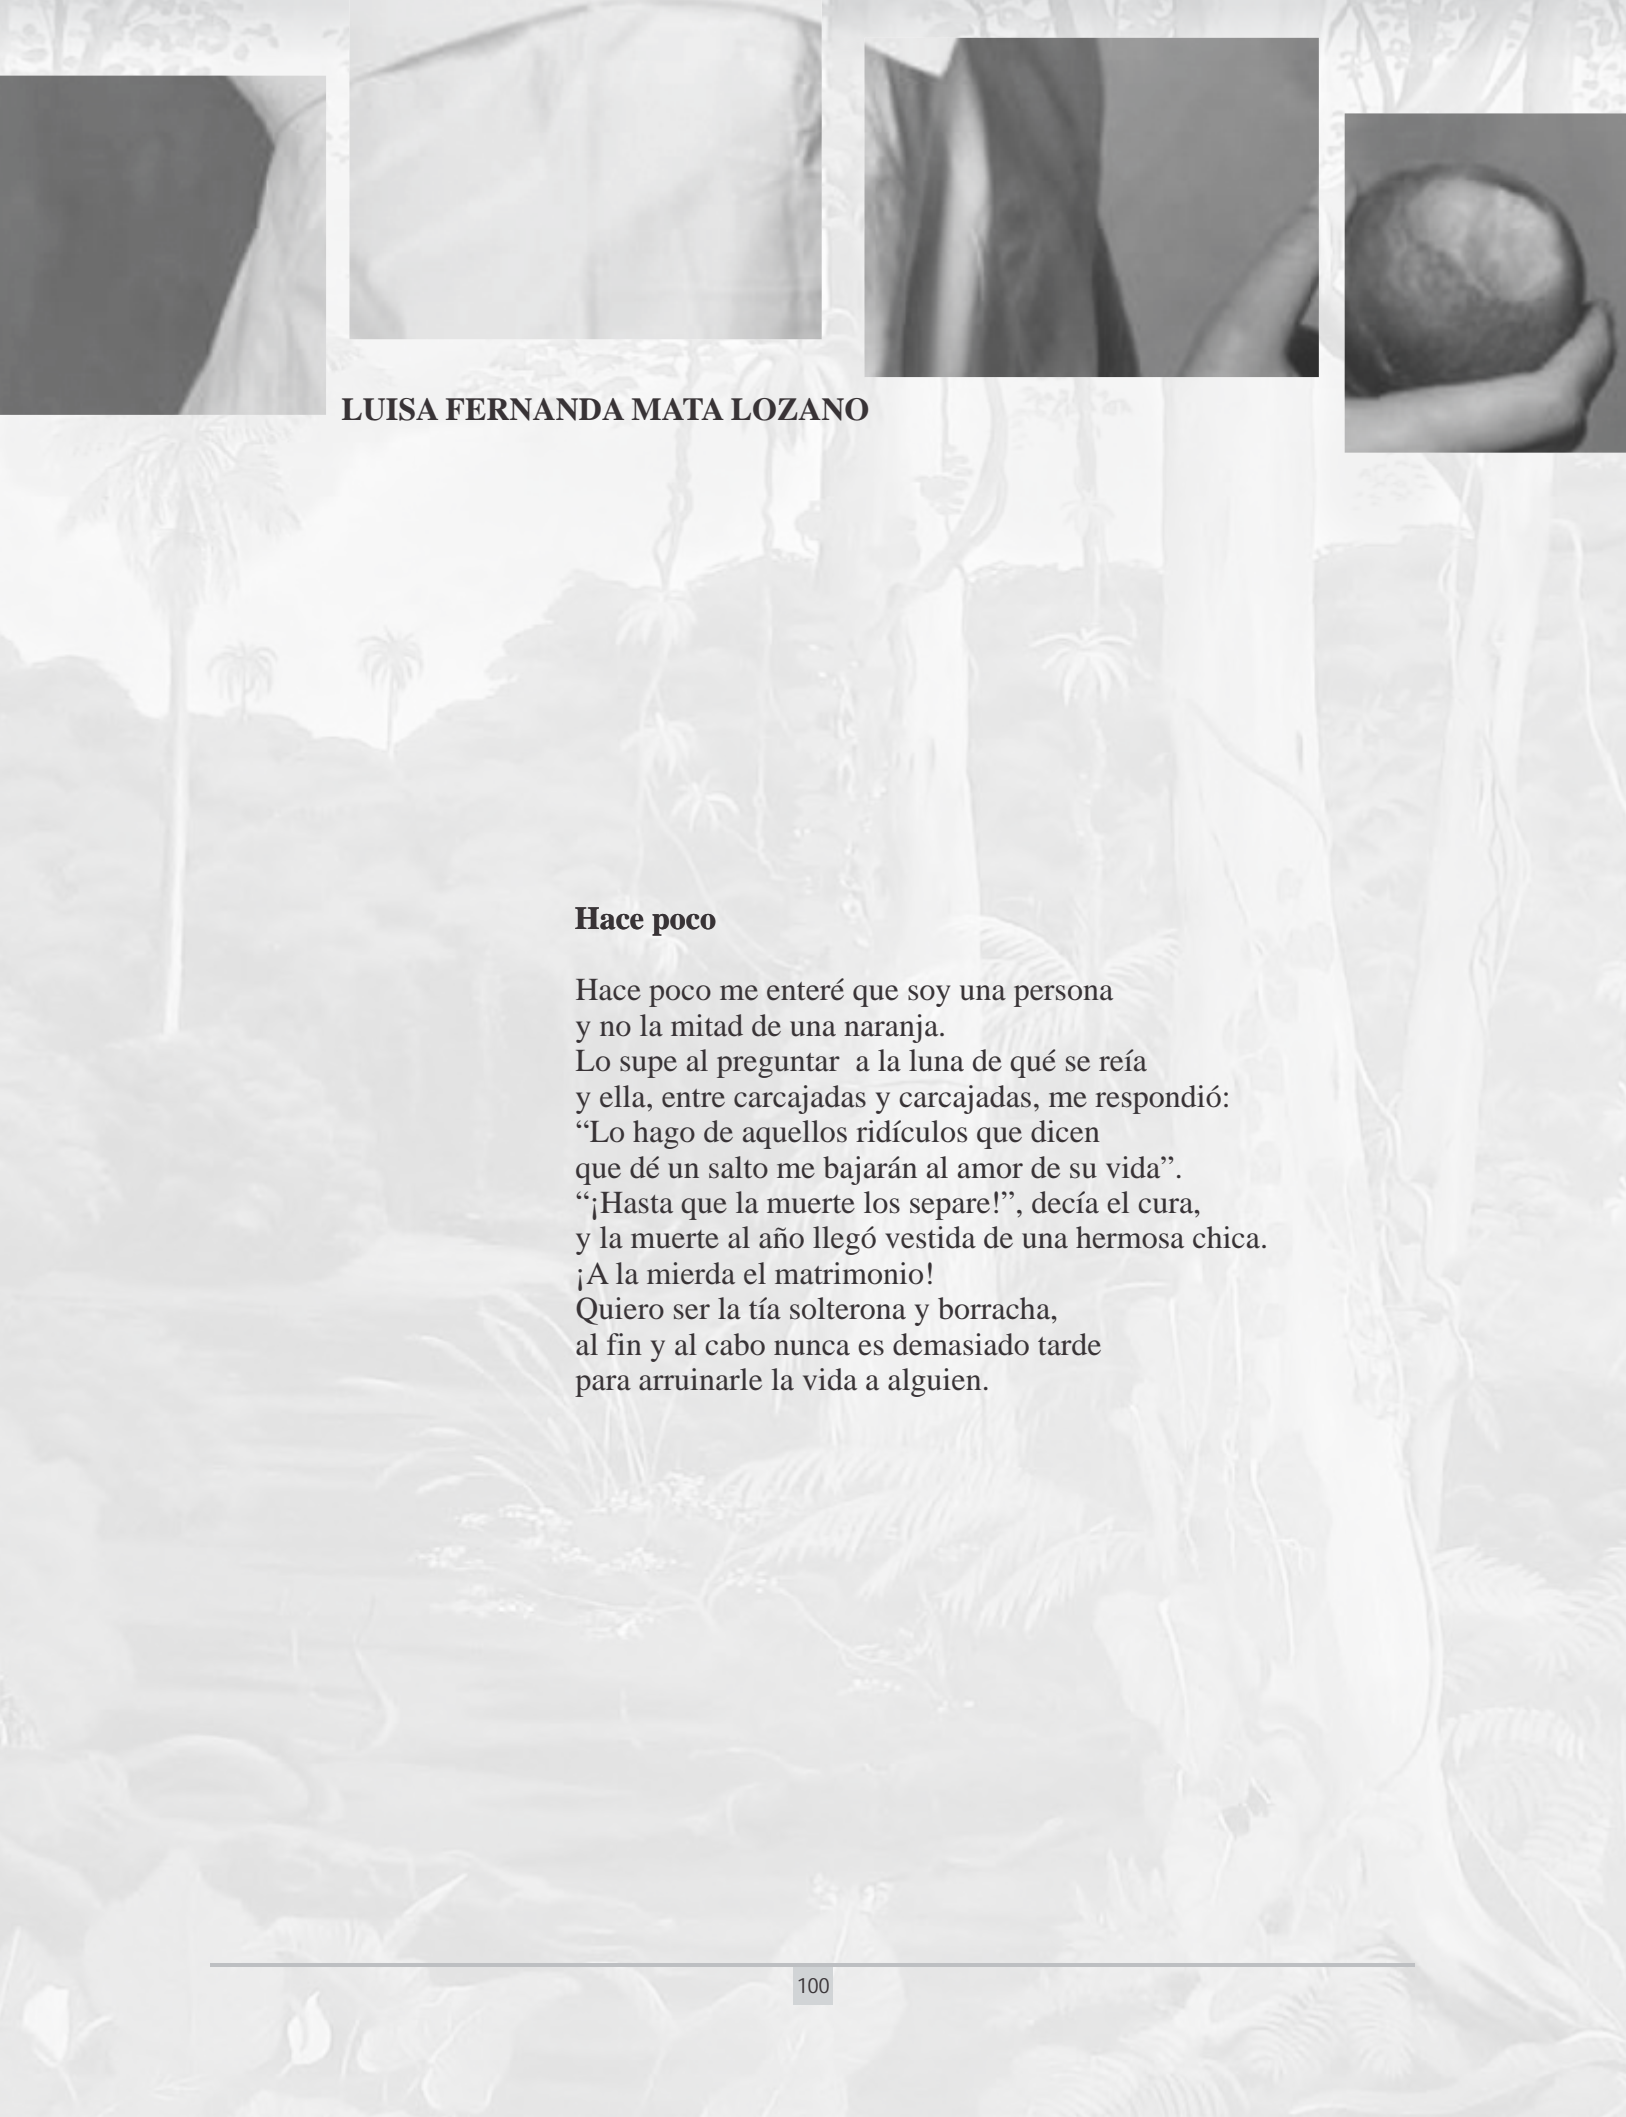 LUISA FERNANDA MATA LOZANO
Hace poco
Hace poco me enteré que soy una persona
y no la mitad de una naranja.
Lo supe al preguntar  a la luna de qué se reía
y ella, entre carcajadas y carcajadas, me respondió:
“Lo hago de aquellos ridículos que dicen
que dé un salto me bajarán al amor de su vida”.
“¡Hasta que la muerte los separe!”, decía el cura,
y la muerte al año llegó vestida de una hermosa chica.
¡A la mierda el matrimonio!
Quiero ser la tía solterona y borracha,
al fin y al cabo nunca es demasiado tarde
para arruinarle la vida a alguien.
100